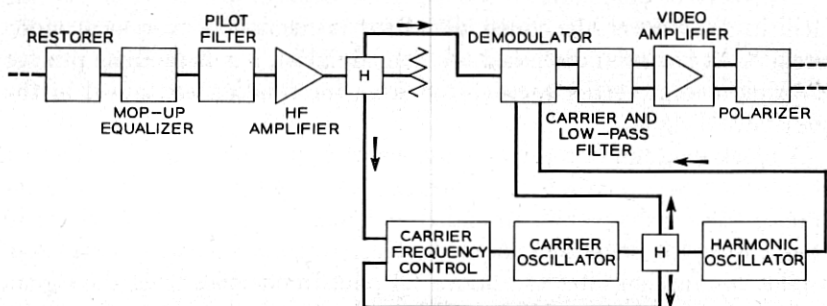 RESTORER
MOP-UP
EQUALIZER
PILOT
FILTER
HF
AMPLIFIER
H
DEMODULATOR
CARRIER AND
LOW-PASS
FILTER
VIDEO
AMPLIFIER
POLARIZER
CARRIER
FREQUENCY
CONTROL
CARRIER
OSCILLATOR
H
HARMONIC
OSCILLATOR